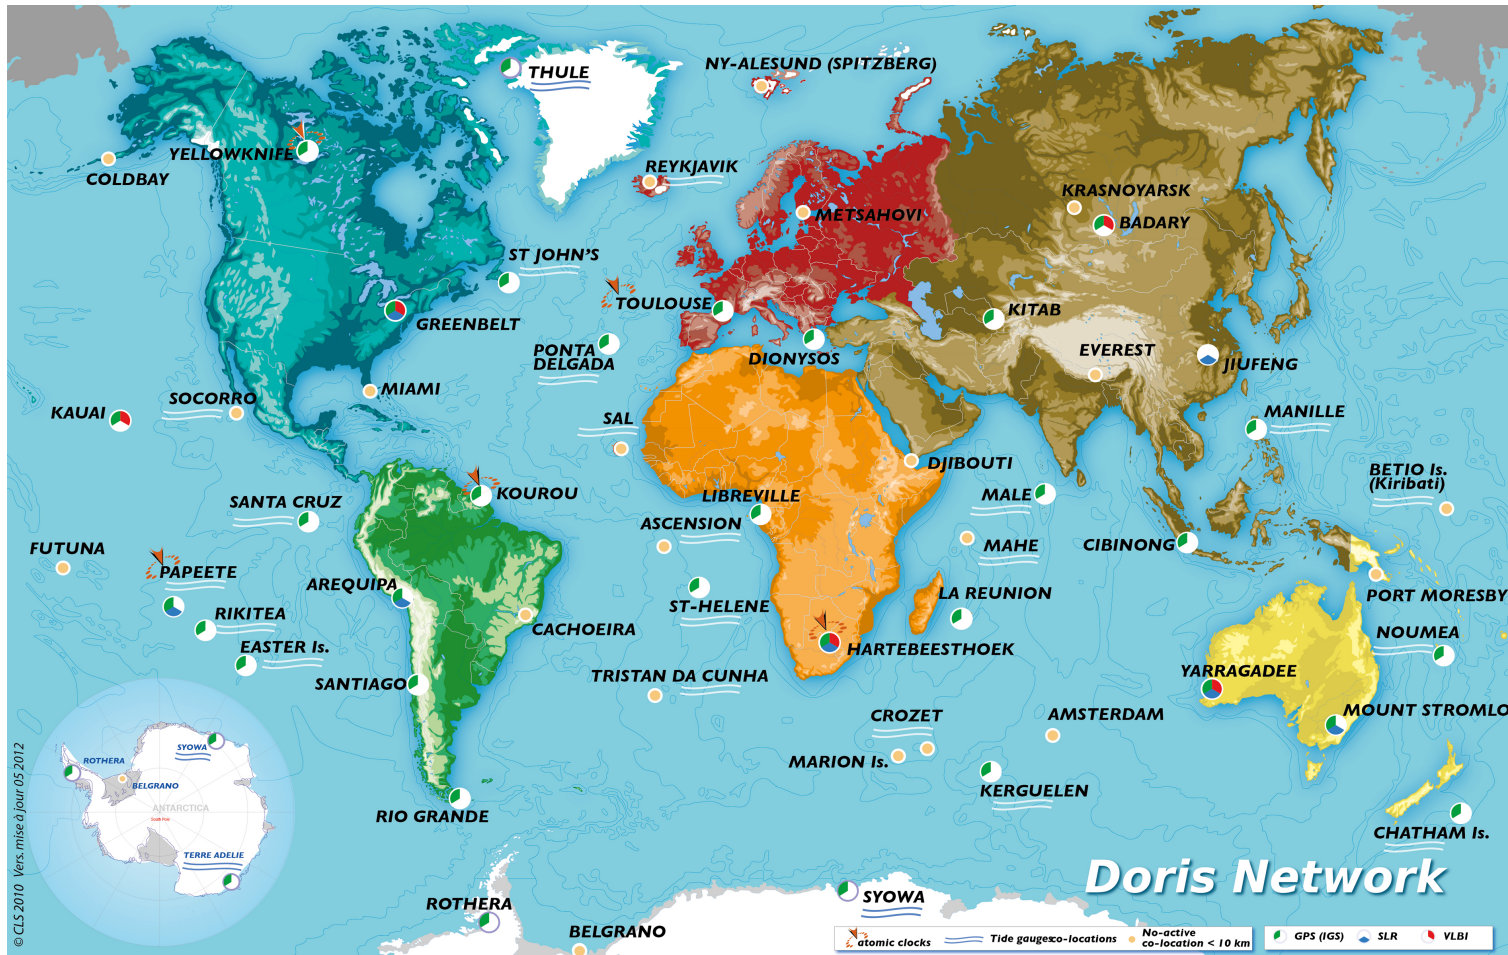 NY-ALESUND (SPITZBERG)
THULE
YELLOWKNIFE
REYKJAVIK
COLDBAY
KRASNOYARSK
METSAHOVI
BADARY
ST JOHN'S
TOULOUSE
KITAB
GREENBELT
PONTA
DELGADA
DIONYSOS
EVEREST
JIUFENG
MIAMI
SOCORRO
KAUAI
SAL
MANILLE
DJIBOUTI
BETIO Is.
(Kiribati)
KOUROU
LIBREVILLE
MALE
SANTA CRUZ
ASCENSION
MAHE
CIBINONG
FUTUNA
PAPEETE
AREQUIPA
ST-HELENE
LA REUNION
PORT MORESBY
RIKITEA
CACHOEIRA
NOUMEA
EASTER Is.
HARTEBEESTHOEK
YARRAGADEE
SANTIAGO
TRISTAN DA CUNHA
MOUNT STROMLO
CROZET
AMSTERDAM
MARION Is.
KERGUELEN
RIO GRANDE
CHATHAM Is.
SYOWA
ROTHERA
BELGRANO
ANTARCTICA
South Pole
TERRE ADELIE
© CLS 2010 Vers. mise à jour 05 2012
Doris Network
ROTHERA
SYOWA
BELGRANO
atomic clocks
Tide gauges co-locations
No-active
co-location < 10 km
GPS (IGS)
SLR
VLBI